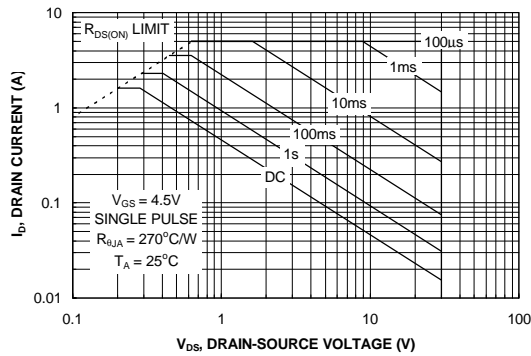 10
R_DS(ON) LIMIT
100µs
1ms
10ms
100ms
1s
DC
1
0.1
0.01
I_D, DRAIN CURRENT (A)
V_GS = 4.5V
SINGLE PULSE
R_θJA = 270°C/W
T_A = 25°C
0.1
1
10
100
V_DS, DRAIN-SOURCE VOLTAGE (V)